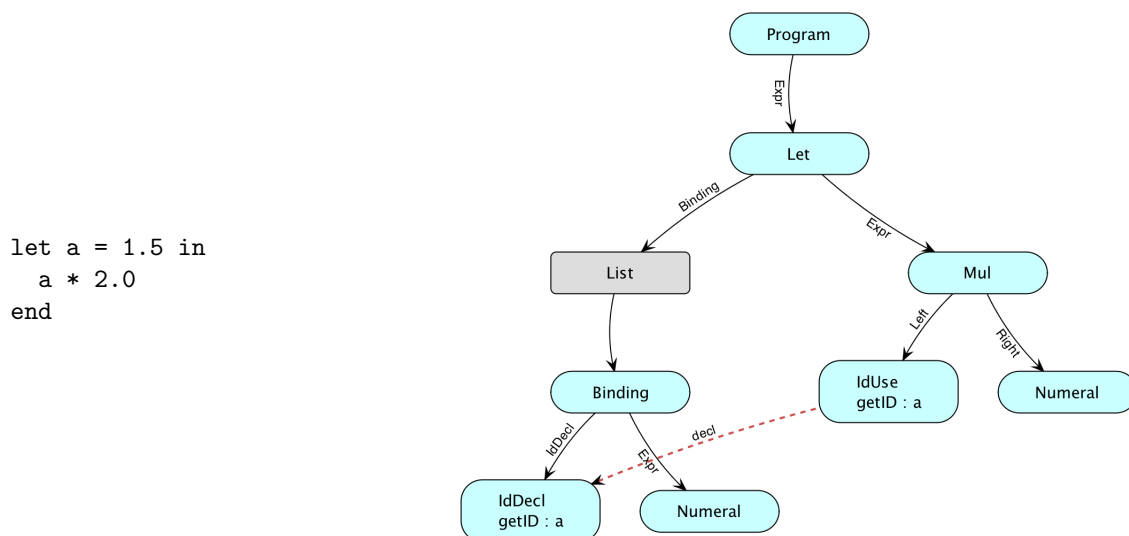 let a = 1.5 in
  a * 2.0
end
Program
Expr
Let
Binding
Expr
List
Mul
Left
Right
Binding
IdUse
getID : a
Numeral
decl
IdDecl
Expr
IdDecl
getID : a
Numeral